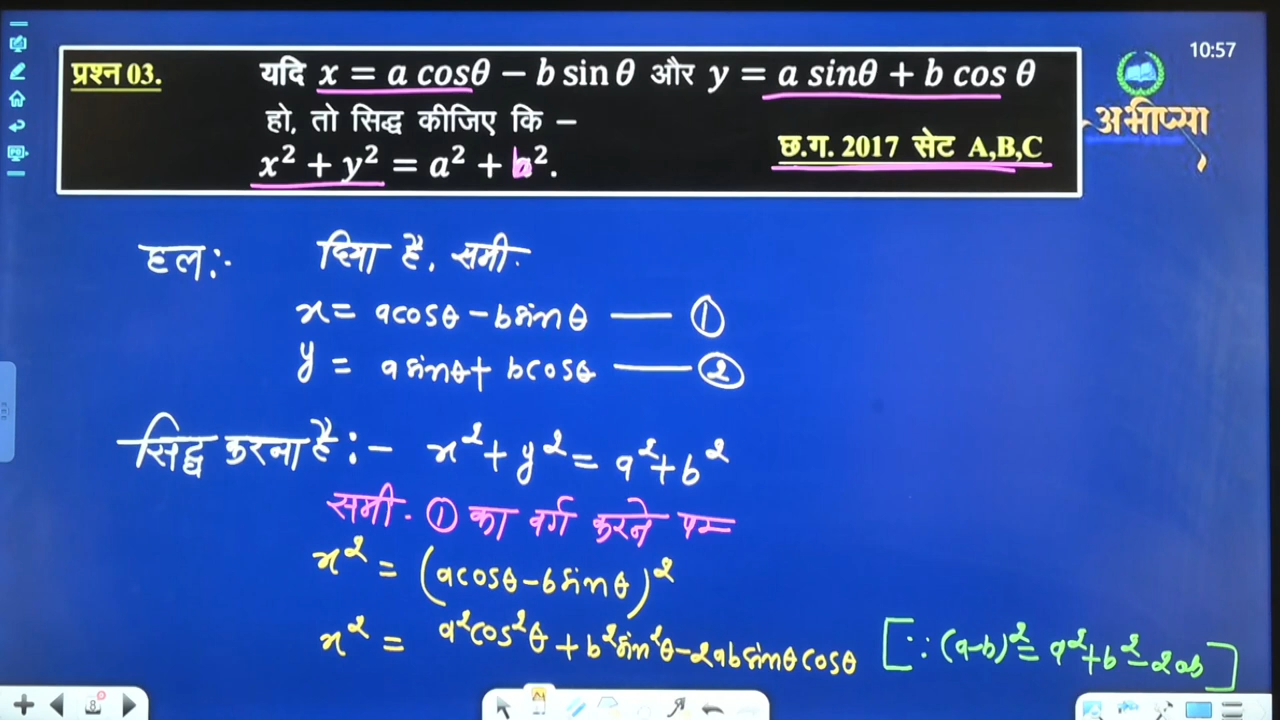 10:57
प्रश्न 03. यदि x = a cosθ − b sin θ और y = a sinθ + b cos θ
हो, तो सिद्ध कीजिए कि −
छ.ग. 2017 सेट A,B,C
x² + y² = a² + b².
अभीप्सा
हल:- दिया है, समी.
x = acosθ − bsinθ — ①
y = asinθ + bcosθ — ②
सिद्ध करना है:- x² + y² = a² + b²
समी. ① का वर्ग करने पर
x² = (acosθ − bsinθ)²
x² = a²cos²θ + b²sin²θ − 2absinθcosθ [∵ (a-b)² = a² + b² − 2ab]
8